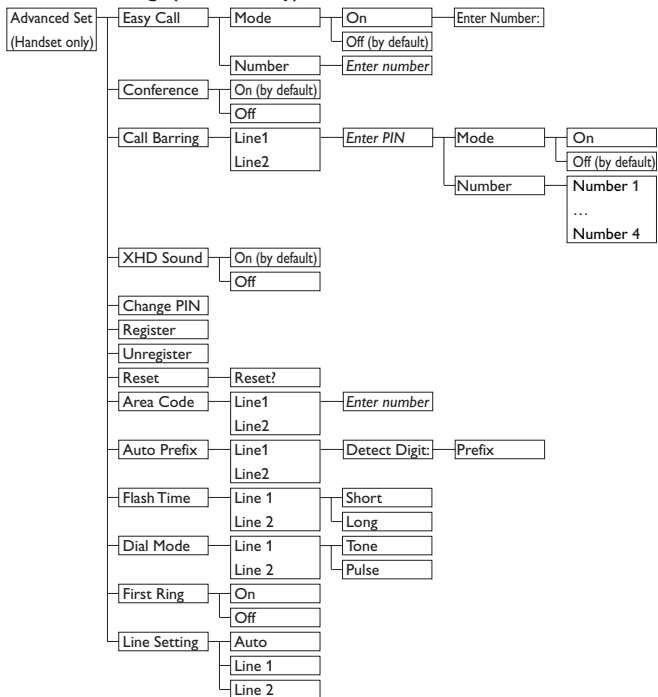 Advanced Set
(Handset only)
Easy Call Mode On Enter Number:
Off (by default)
Number Enter number
Conference On (by default)
Off
Call Barring Line1 Enter PIN Mode On
Line2 Off (by default)
Number Number 1
…
Number 4
XHD Sound On (by default)
Off
Change PIN
Register
Unregister
Reset Reset?
Area Code Line1 Enter number
Line2
Auto Prefix Line1 Detect Digit: Prefix
Line2
Flash Time Line 1 Short
Line 2 Long
Dial Mode Line 1 Tone
Line 2 Pulse
First Ring On
Off
Line Setting Auto
Line 1
Line 2